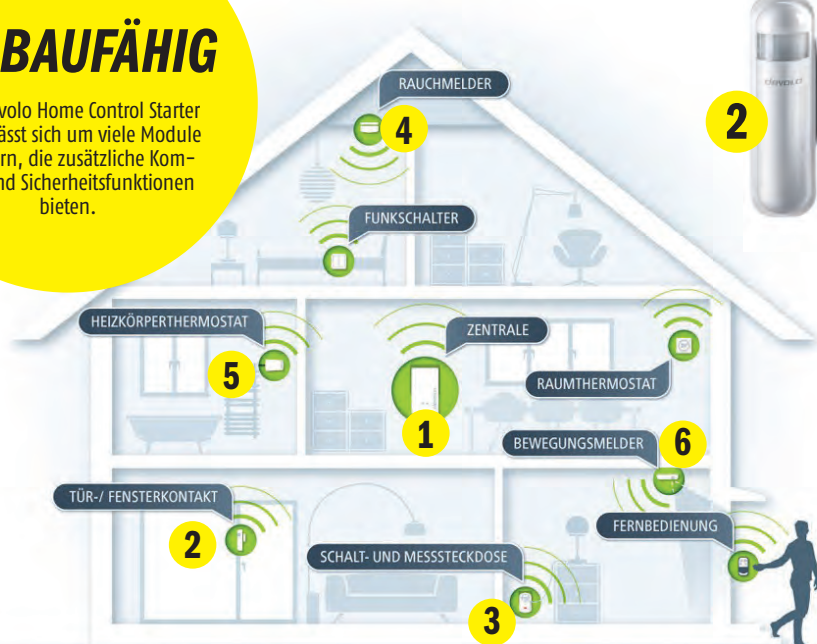 BAUFÄHIG
volo Home Control Starter
ässt sich um viele Module
rn, die zusätzliche Kom-
nd Sicherheitsfunktionen
bieten.
2
devolo
RAUCHMELDER
4
FUNKSCHALTER
HEIZKÖRPERTHERMOSTAT
5
ZENTRALE
1
RAUMTHERMOSTAT
BEWEGUNGSMELDER
6
TÜR-/ FENSTERKONTAKT
2
FERNBEDIENUNG
SCHALT- UND MESSSTECKDOSE
3